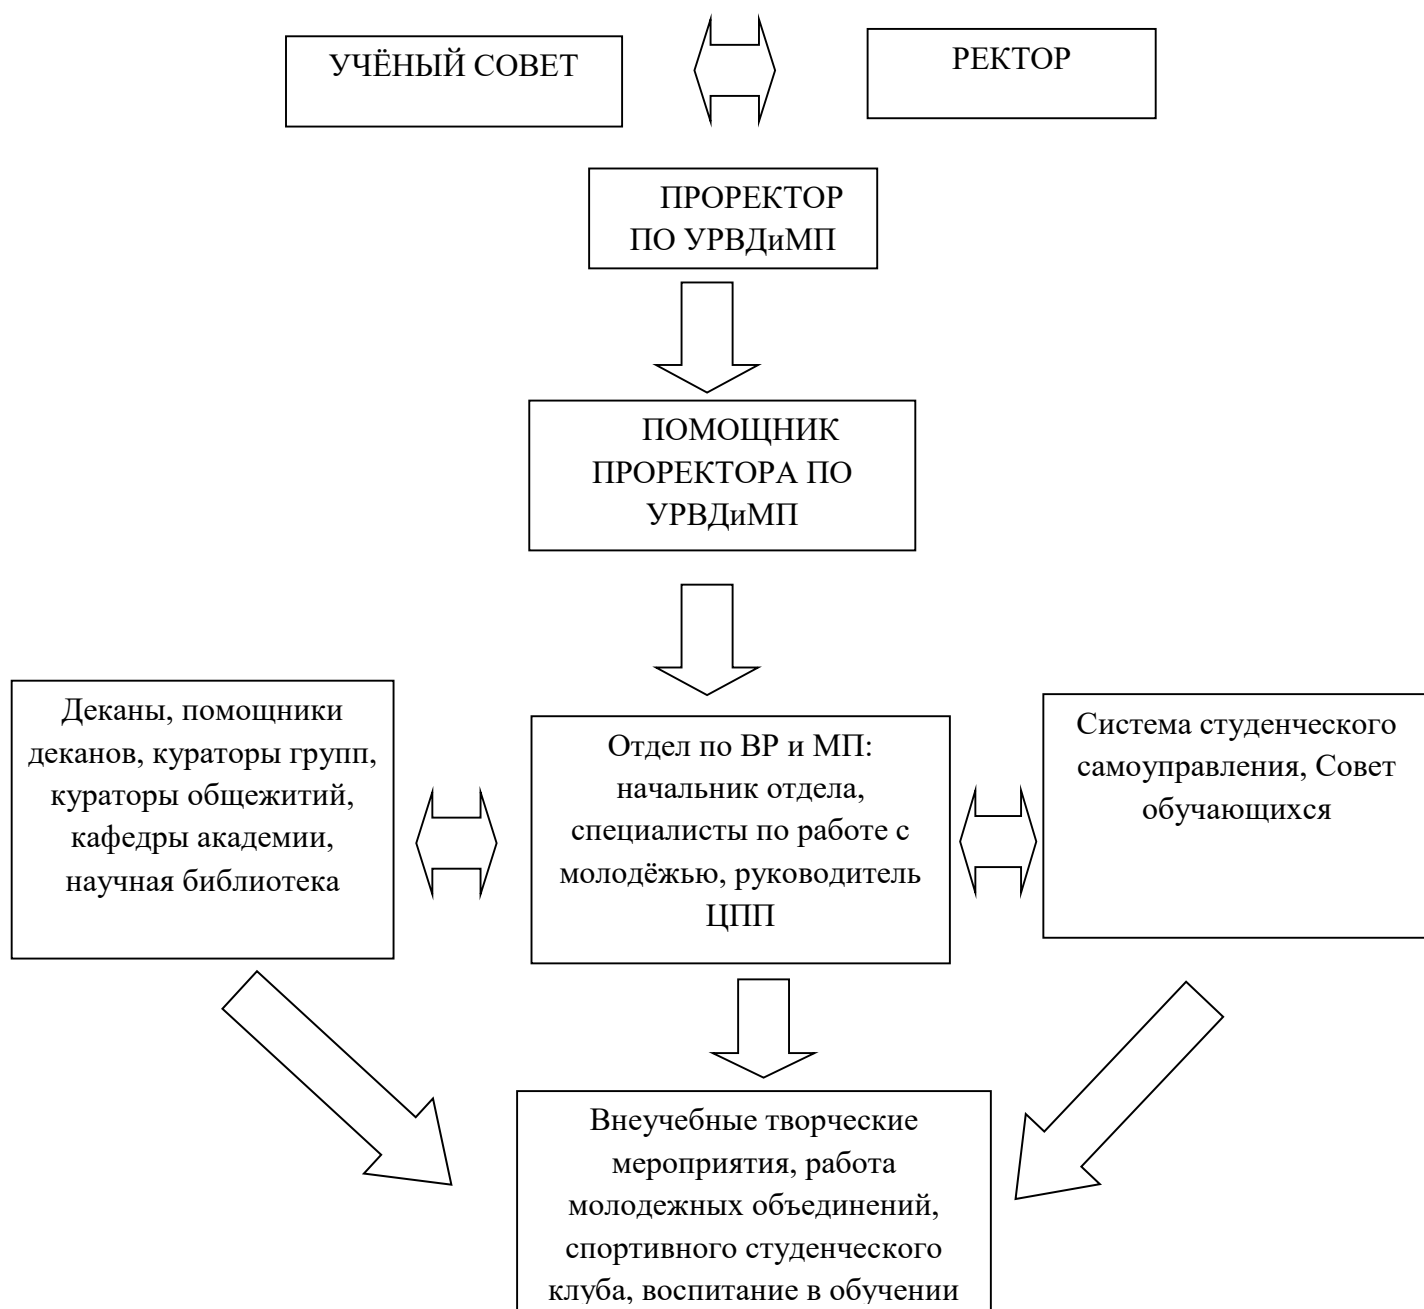 УЧЁНЫЙ СОВЕТ
РЕКТОР
ПРОРЕКТОР
ПО УРВДиМП
ПОМОЩНИК
ПРОРЕКТОРА ПО
УРВДиМП
Деканы, помощники
деканов, кураторы групп,
кураторы общежитий,
кафедры академии,
научная библиотека
Отдел по ВР и МП:
начальник отдела,
специалисты по работе с
молодёжью, руководитель
ЦПП
Система студенческого
самоуправления, Совет
обучающихся
Внеучебные творческие
мероприятия, работа
молодежных объединений,
спортивного студенческого
клуба, воспитание в обучении